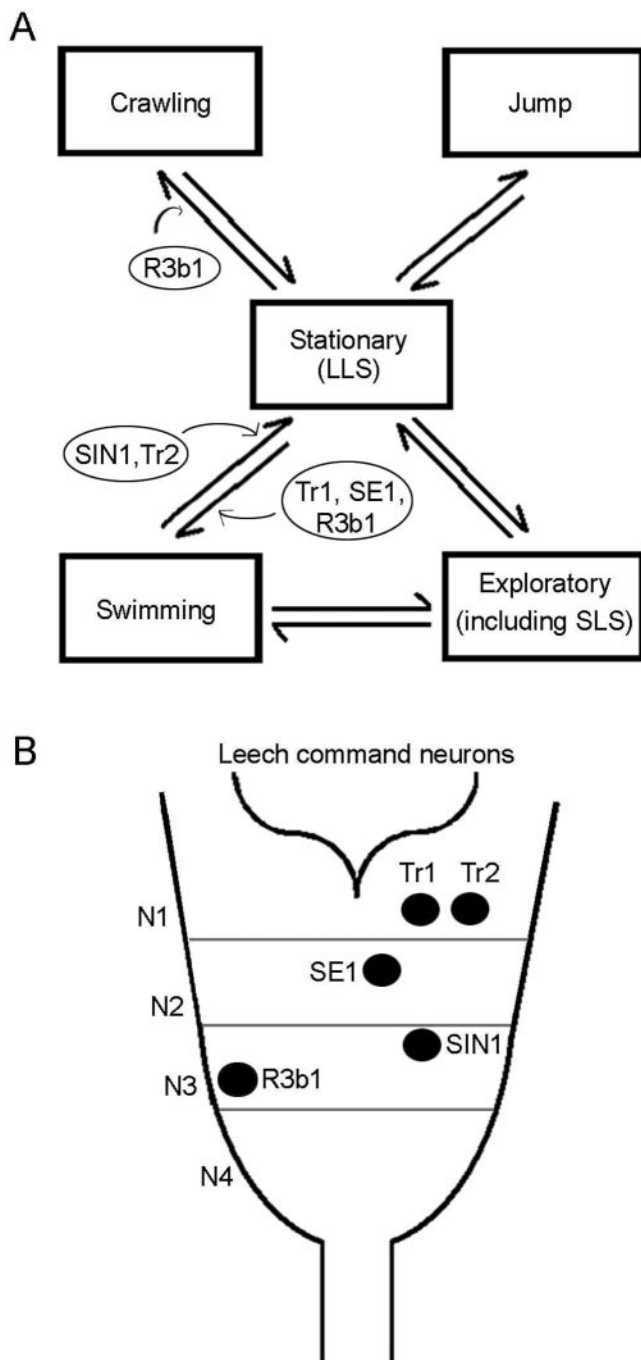 A
Crawling
Jump
R3b1
Stationary
(LLS)
SIN1,Tr2
Tr1, SE1,
R3b1
Swimming
Exploratory
(including SLS)
B
Leech command neurons
Tr1
Tr2
N1
SE1
N2
SIN1
N3
R3b1
N4